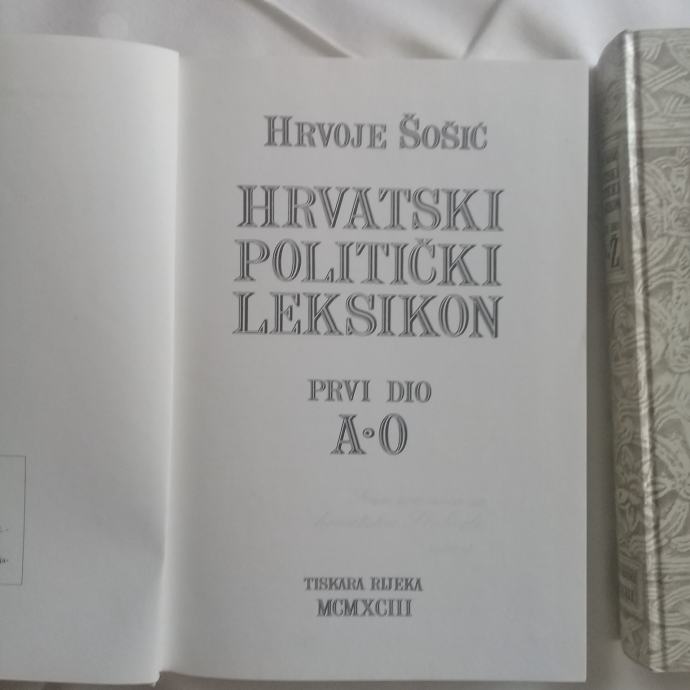 HRVOJE ŠOŠIĆ
HRVATSKI
POLITIČKI
LEKSIKON
PRVI DIO
A•O
TISKARA RIJEKA
MCMXCIII